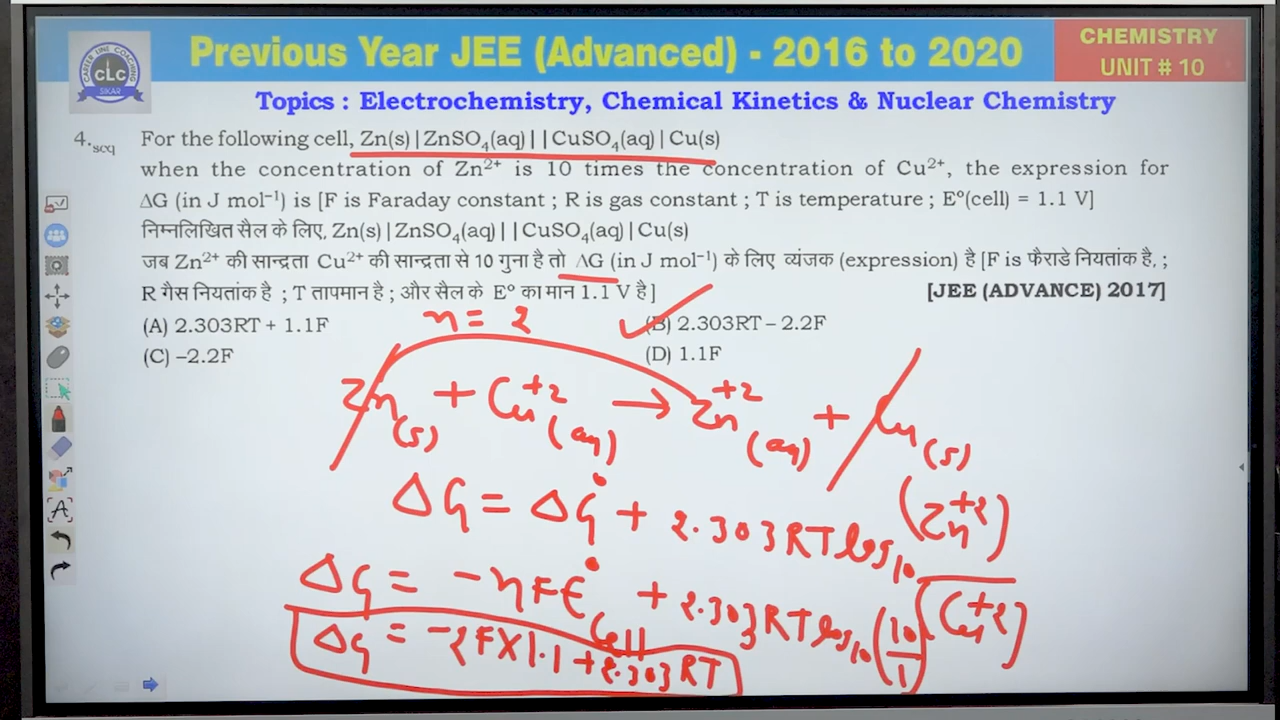 Previous Year JEE (Advanced) - 2016 to 2020
CHEMISTRY
UNIT # 10
CAREER LINE COACHING
CLC
SIKAR
Topics : Electrochemistry, Chemical Kinetics & Nuclear Chemistry
4. scq For the following cell, Zn(s)|ZnSO₄(aq)||CuSO₄(aq)|Cu(s)
when the concentration of Zn²⁺ is 10 times the concentration of Cu²⁺, the expression for
ΔG (in J mol⁻¹) is [F is Faraday constant ; R is gas constant ; T is temperature ; E°(cell) = 1.1 V]
निम्नलिखित सैल के लिए, Zn(s)|ZnSO₄(aq)||CuSO₄(aq)|Cu(s)
जब Zn²⁺ की सान्द्रता Cu²⁺ की सान्द्रता से 10 गुना है तो ΔG (in J mol⁻¹) के लिए व्यंजक (expression) है [F is फैराडे नियतांक है, ;
R गैस नियतांक है ; T तापमान है ; और सैल के E° का मान 1.1 V है]
[JEE (ADVANCE) 2017]
(A) 2.303RT + 1.1F
(B) 2.303RT – 2.2F
(C) –2.2F
(D) 1.1F
n = 2
Zn(s) + Cu⁺²(aq) → Zn⁺²(aq) + Cu(s)
ΔG = ΔG° + 2.303RT log₁₀ (Zn⁺²)/(Cu⁺²)
ΔG = -nFE°cell + 2.303RT log₁₀ (10/1)
ΔG = -2F×1.1 + 2.303RT